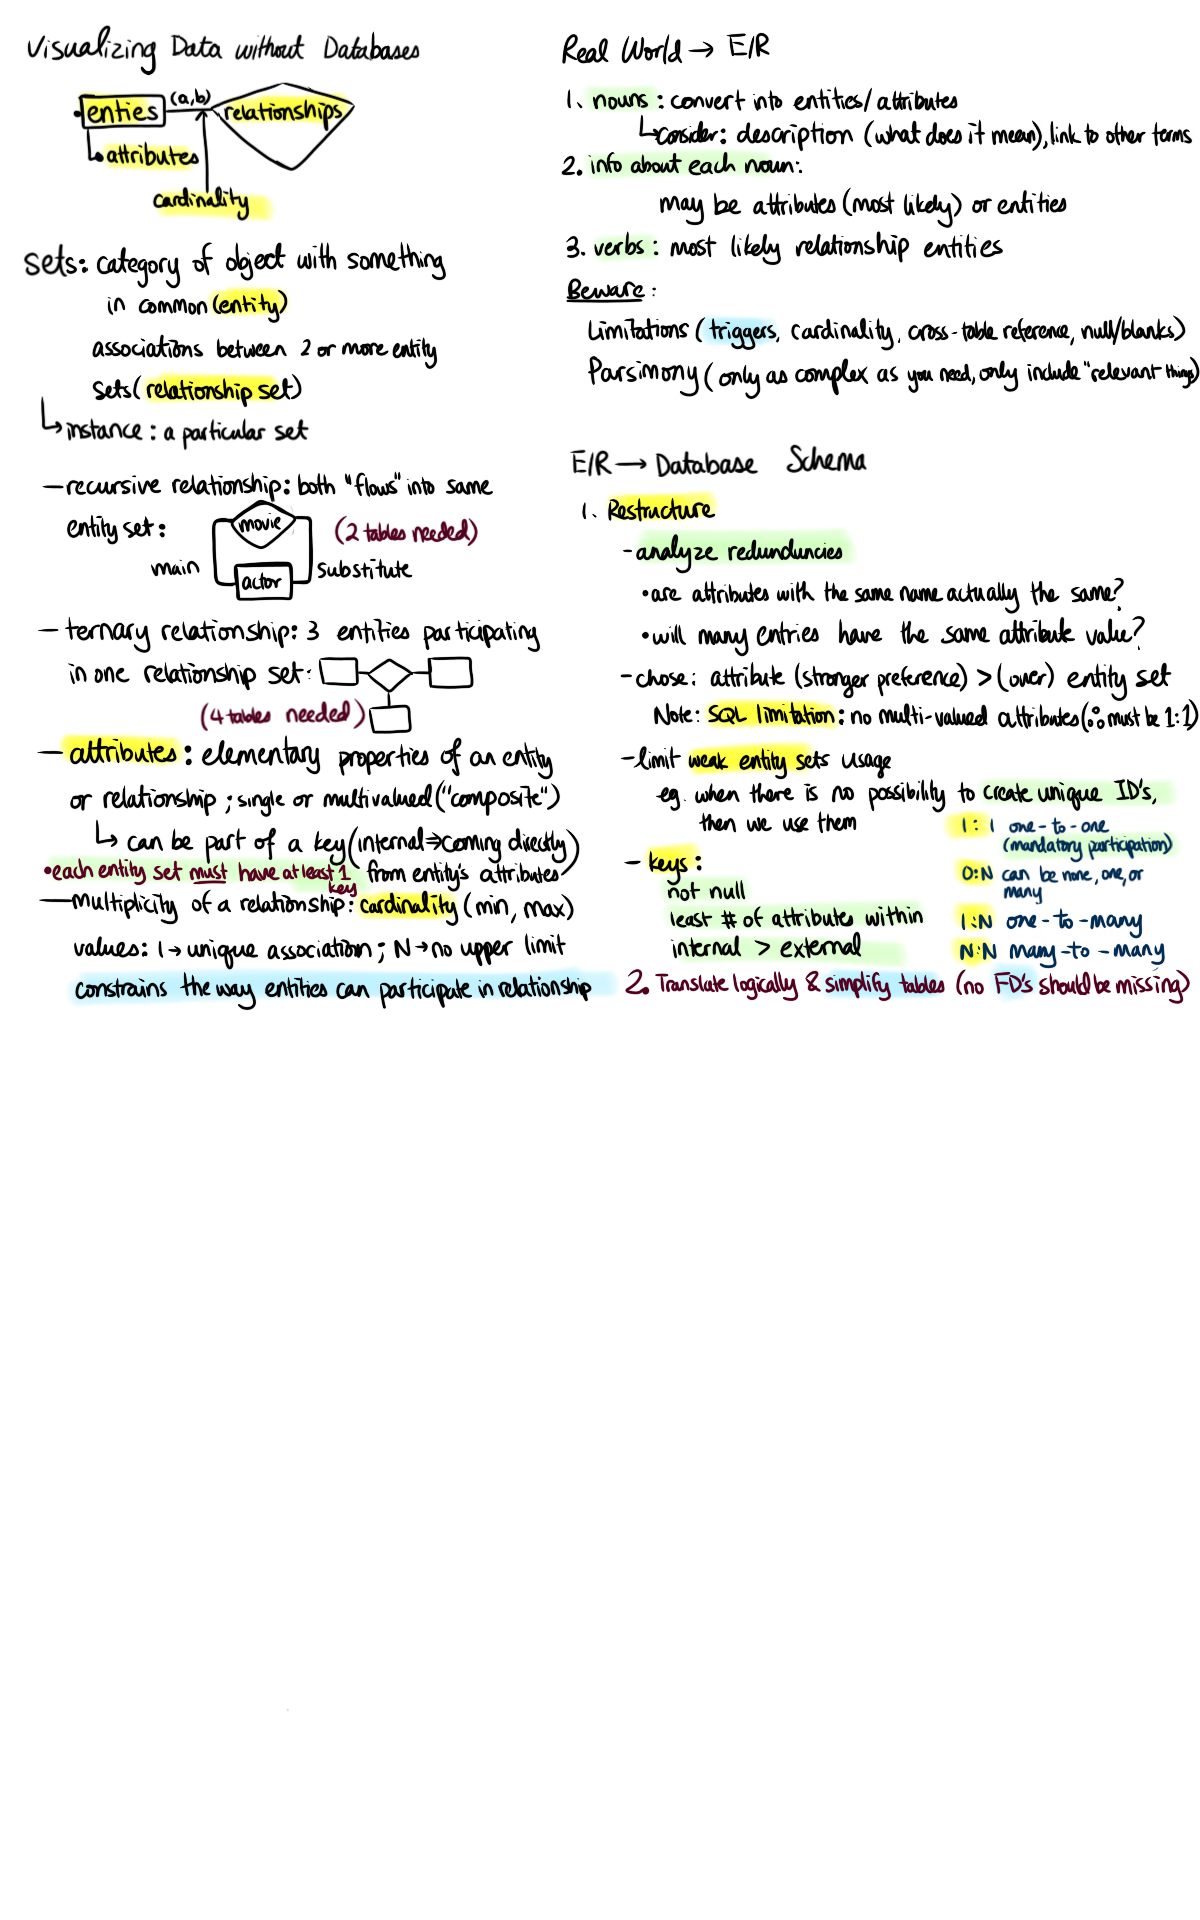 Visualizing Data without Databases
enties (a,b) relationships
attributes
cardinality
sets: category of object with something
in common (entity)
associations between 2 or more entity
sets (relationship set)
↳ instance : a particular set
– recursive relationship: both "flows" into same
entity set:
movie
(2 tables needed)
main
actor
substitute
– ternary relationship: 3 entities participating
in one relationship set:
(4 tables needed)
– attributes : elementary properties of an entity
or relationship ; single or multivalued ("composite")
↳ can be part of a key (internal ⇒ coming directly)
• each entity set must have at least 1 key
from entity's attributes
– multiplicity of a relationship: cardinality (min, max)
values: 1 → unique association ; N → no upper limit
constrains the way entities can participate in relationship
Real World → E/R
1. nouns : convert into entities/attributes
↳ consider: description (what does it mean), link to other terms
2. info about each noun:
may be attributes (most likely) or entities
3. verbs : most likely relationship entities
Beware :
Limitations (triggers, cardinality, cross-table reference, null/blanks)
Parsimony (only as complex as you need, only include "relevant things)
E/R → Database Schema
1. Restructure
- analyze redunduncies
• are attributes with the same name actually the same?
• will many entries have the same attribute value?
- chose: attribute (stronger preference) > (over) entity set
Note: SQL limitation: no multi-valued attributes (∴ must be 1:1)
- limit weak entity sets usage
eg. when there is no possibility to create unique ID's,
then we use them
- keys :
not null
least # of attributes within
internal > external
1:1 one-to-one
(mandatory participation)
0:N can be none, one, or
many
1:N one-to-many
N:N many-to-many
2. Translate logically & simplify tables (no FD's should be missing)